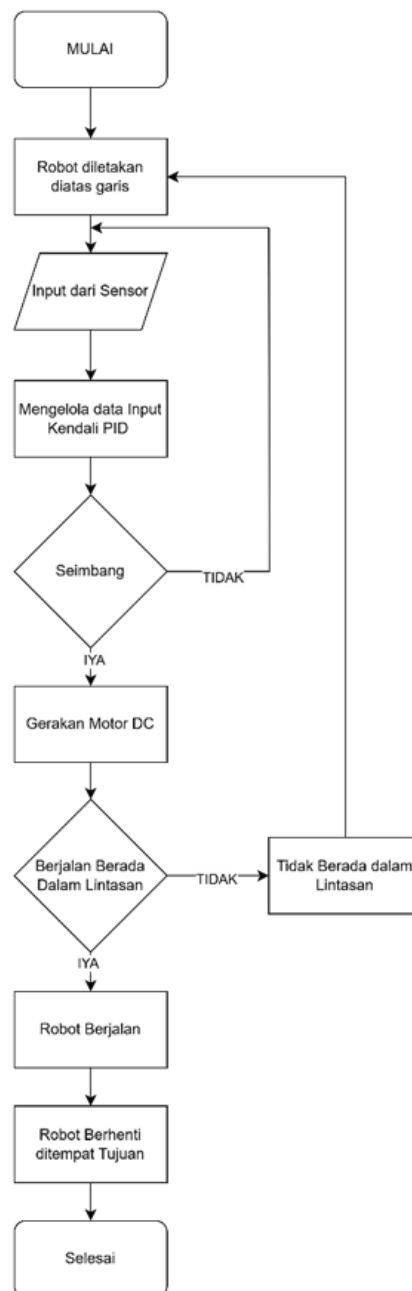 MULAI
Robot diletakan
diatas garis
Input dari Sensor
Mengelola data Input
Kendali PID
Seimbang
TIDAK
IYA
Gerakan Motor DC
Berjalan Berada
Dalam Lintasan
TIDAK
Tidak Berada dalam
Lintasan
IYA
Robot Berjalan
Robot Berhenti
ditempat Tujuan
Selesai